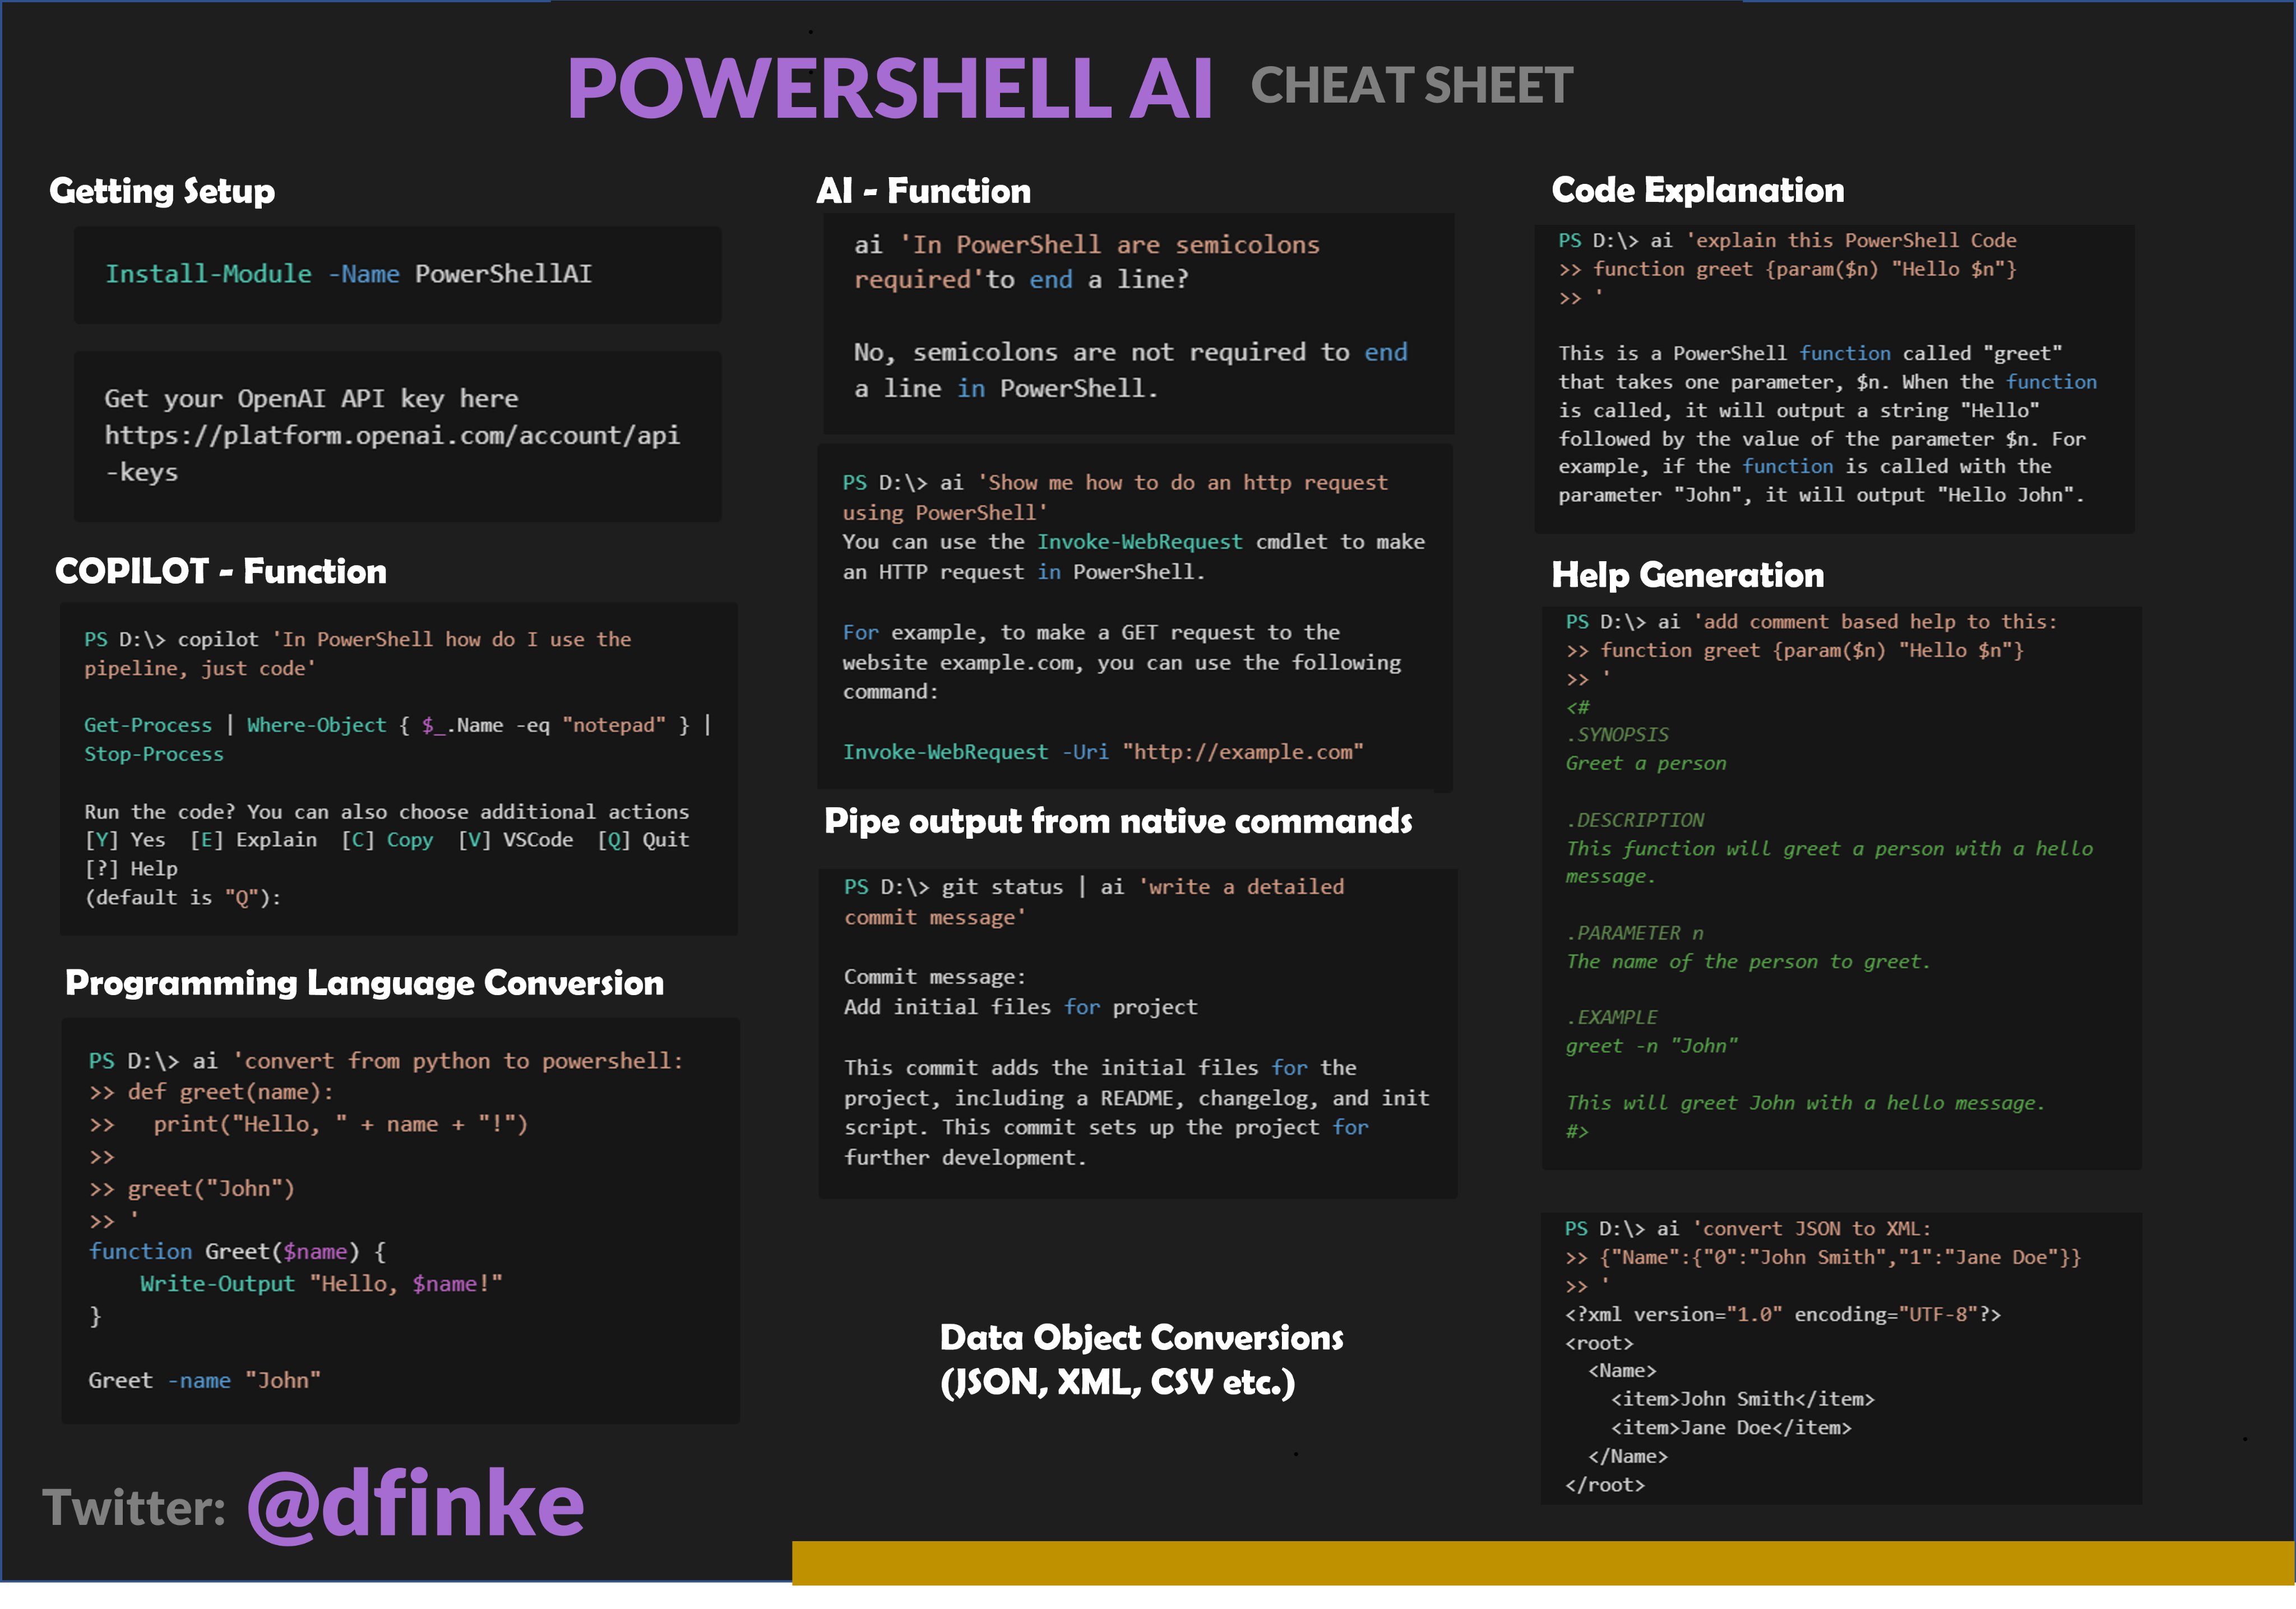 POWERSHELL AI CHEAT SHEET
Getting Setup
Install-Module -Name PowerShellAI
Get your OpenAI API key here
https://platform.openai.com/account/api
-keys
COPILOT - Function
PS D:\> copilot 'In PowerShell how do I use the
pipeline, just code'
Get-Process | Where-Object { $_.Name -eq "notepad" } |
Stop-Process
Run the code? You can also choose additional actions
[Y] Yes  [E] Explain  [C] Copy  [V] VSCode  [Q] Quit
[?] Help
(default is "Q"):
Programming Language Conversion
PS D:\> ai 'convert from python to powershell:
>> def greet(name):
>>   print("Hello, " + name + "!")
>>
>> greet("John")
>> '
function Greet($name) {
    Write-Output "Hello, $name!"
}
Greet -name "John"
Twitter: @dfinke
AI - Function
ai 'In PowerShell are semicolons
required'to end a line?
No, semicolons are not required to end
a line in PowerShell.
PS D:\> ai 'Show me how to do an http request
using PowerShell'
You can use the Invoke-WebRequest cmdlet to make
an HTTP request in PowerShell.
For example, to make a GET request to the
website example.com, you can use the following
command:
Invoke-WebRequest -Uri "http://example.com"
Pipe output from native commands
PS D:\> git status | ai 'write a detailed
commit message'
Commit message:
Add initial files for project
This commit adds the initial files for the
project, including a README, changelog, and init
script. This commit sets up the project for
further development.
Data Object Conversions
(JSON, XML, CSV etc.)
Code Explanation
PS D:\> ai 'explain this PowerShell Code
>> function greet {param($n) "Hello $n"}
>> '
This is a PowerShell function called "greet"
that takes one parameter, $n. When the function
is called, it will output a string "Hello"
followed by the value of the parameter $n. For
example, if the function is called with the
parameter "John", it will output "Hello John".
Help Generation
PS D:\> ai 'add comment based help to this:
>> function greet {param($n) "Hello $n"}
>> '
<#
.SYNOPSIS
Greet a person
.DESCRIPTION
This function will greet a person with a hello
message.
.PARAMETER n
The name of the person to greet.
.EXAMPLE
greet -n "John"
This will greet John with a hello message.
#>
PS D:\> ai 'convert JSON to XML:
>> {"Name":{"0":"John Smith","1":"Jane Doe"}}
>> '
<?xml version="1.0" encoding="UTF-8"?>
<root>
  <Name>
    <item>John Smith</item>
    <item>Jane Doe</item>
  </Name>
</root>